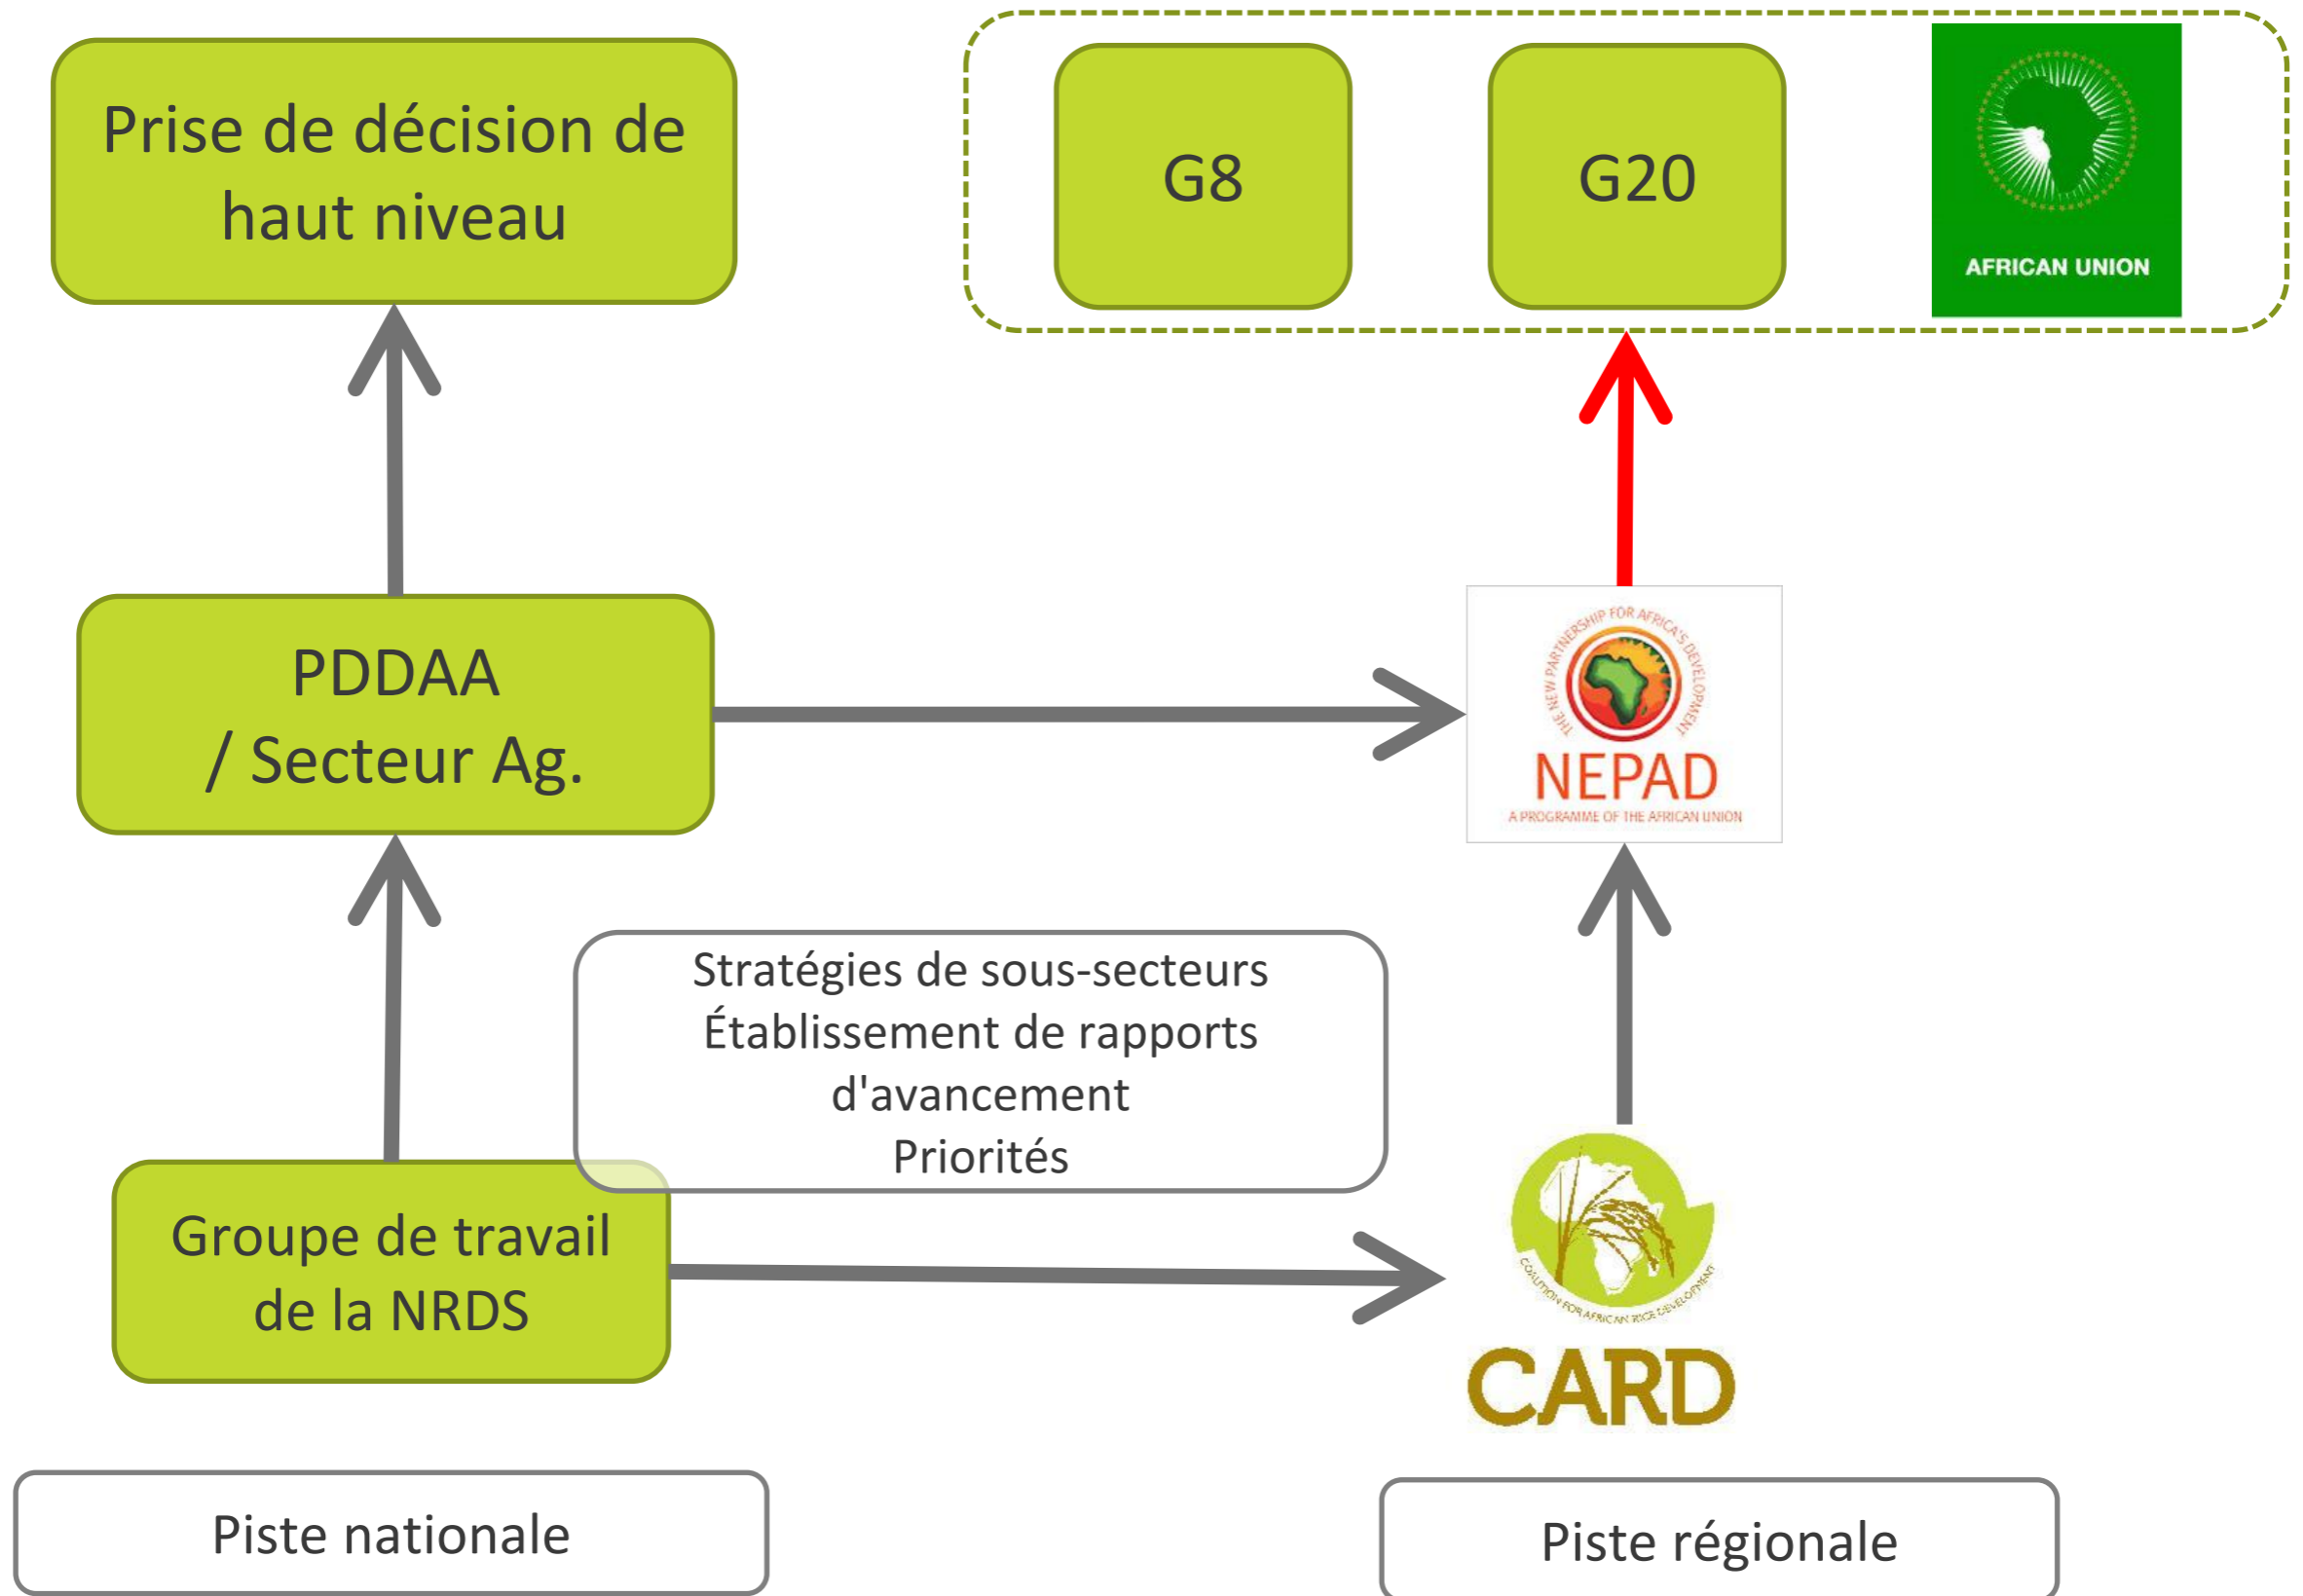 Prise de décision de
haut niveau
G8
G20
AFRICAN UNION
PDDAA
/ Secteur Ag.
THE NEW PARTNERSHIP FOR AFRICA'S DEVELOPMENT
NEPAD
A PROGRAMME OF THE AFRICAN UNION
Stratégies de sous-secteurs
Établissement de rapports
d'avancement
Priorités
Groupe de travail
de la NRDS
COALITION FOR AFRICAN RICE DEVELOPMENT
CARD
Piste nationale
Piste régionale